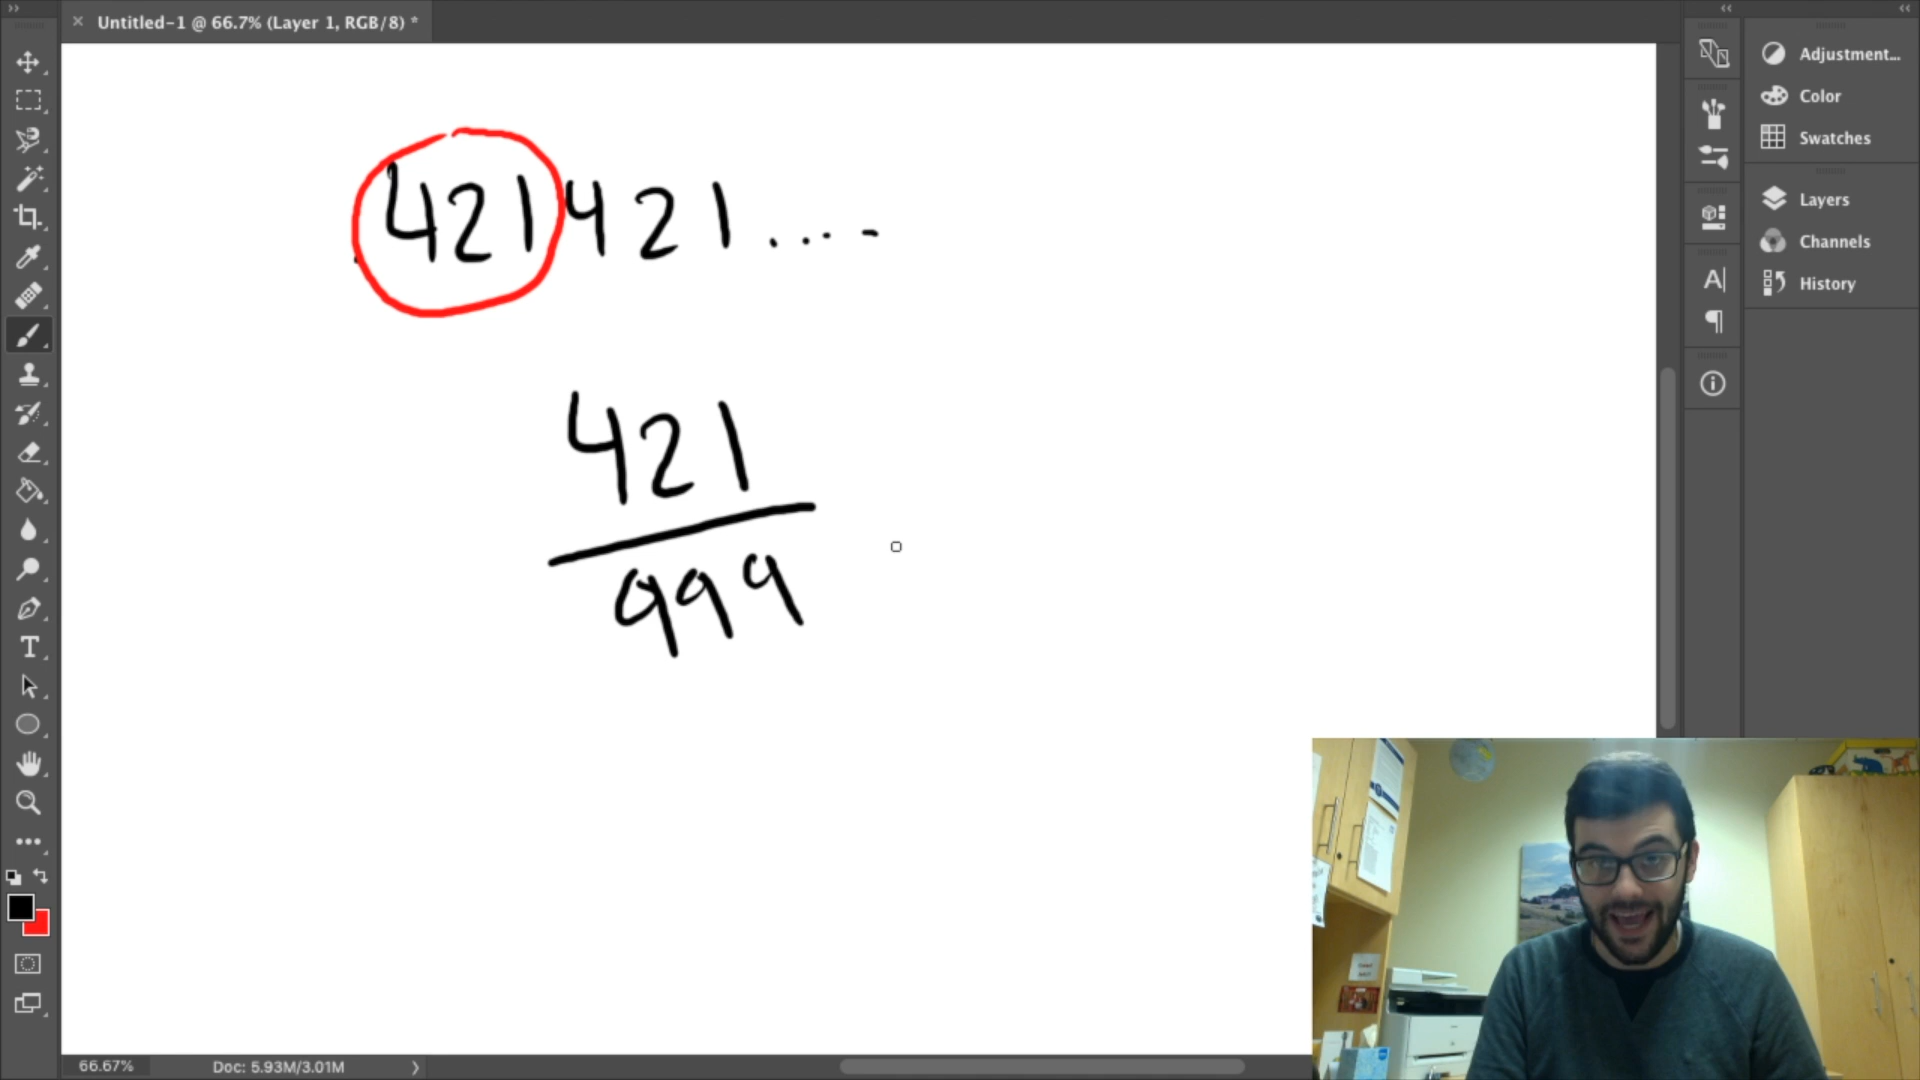 Untitled-1 @ 66.7% (Layer 1, RGB/8) *
Adjustment...
Color
Swatches
Layers
Channels
History
.421421....
421
999
66.67%
Doc: 5.93M/3.01M